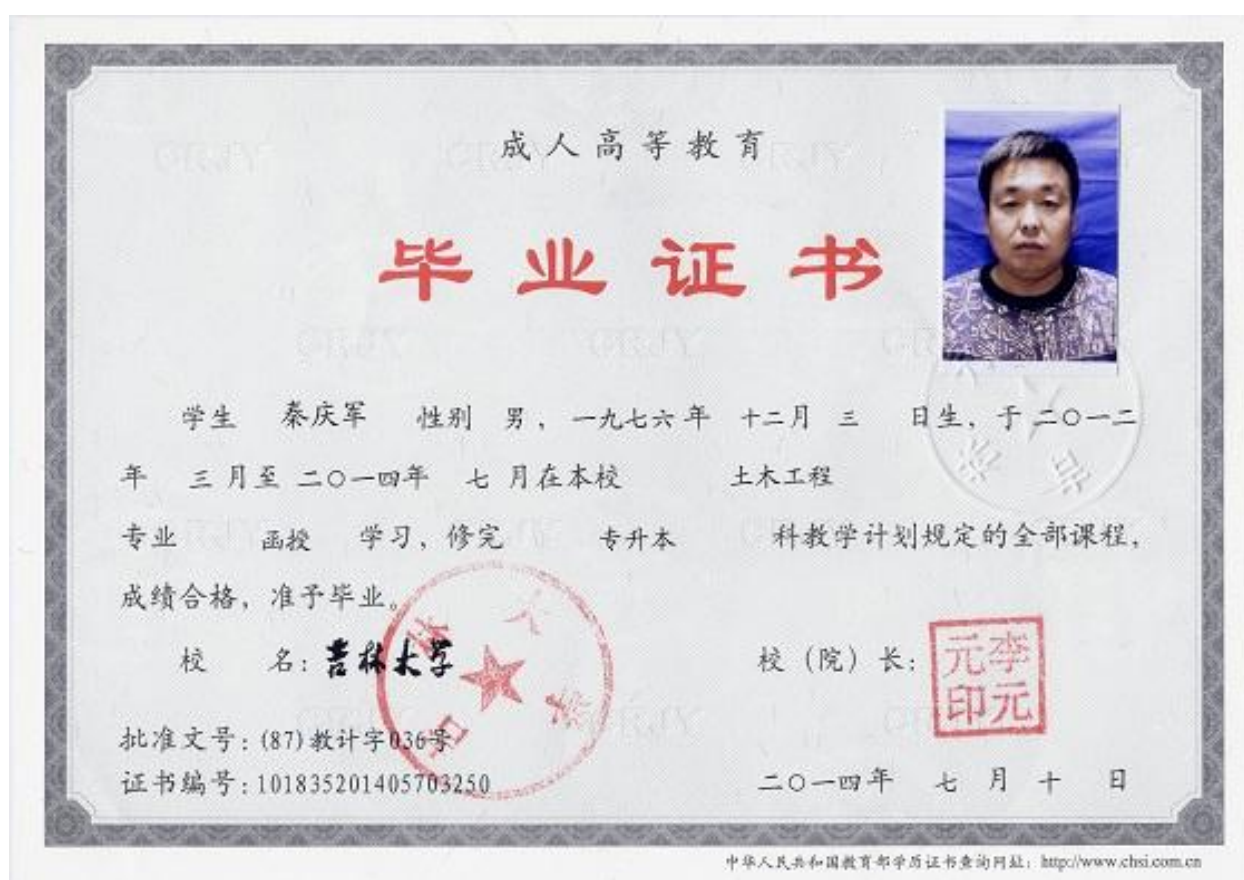 成人高等教育
毕业证书
学生 秦庆军 性别 男，一九七六年 十二月 三 日生，于二〇一二
年 三月至二〇一四年 七月在本校 土木工程
专业 函授 学习，修完 专升本 科教学计划规定的全部课程，
成绩合格，准予毕业。
校 名：吉林大学
吉林大学
校（院）长：
李元元印
批准文号：(87)教计字036号
证书编号：101835201405703250
二〇一四年 七月十 日
中华人民共和国教育部学历证书查询网址：http://www.chsi.com.cn